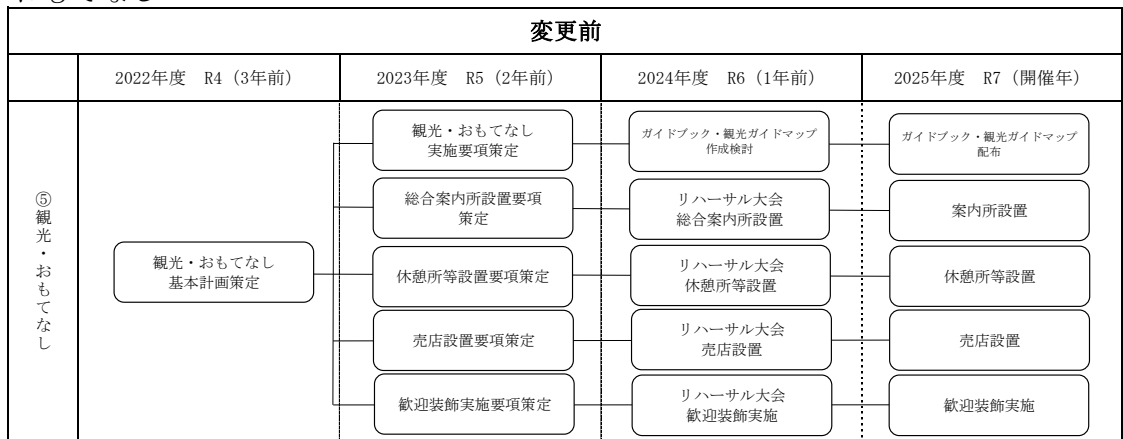 変更前
2022年度　R4（3年前）
2023年度　R5（2年前）
2024年度　R6（1年前）
2025年度　R7（開催年）
⑤観光・おもてなし
観光・おもてなし
基本計画策定
観光・おもてなし
実施要項策定
ガイドブック・観光ガイドマップ
作成検討
ガイドブック・観光ガイドマップ
配布
総合案内所設置要項
策定
リハーサル大会
総合案内所設置
案内所設置
休憩所等設置要項策定
リハーサル大会
休憩所等設置
休憩所等設置
売店設置要項策定
リハーサル大会
売店設置
売店設置
歓迎装飾実施要項策定
リハーサル大会
歓迎装飾実施
歓迎装飾実施